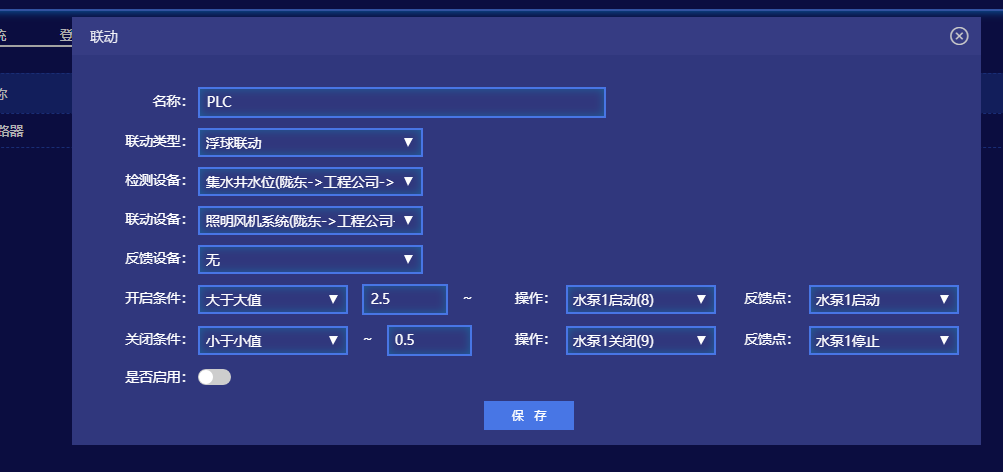 统 登
联动
名称： PLC
称
联动类型： 浮球联动
路器
检测设备： 集水井水位(陇东->工程公司->
联动设备： 照明风机系统(陇东->工程公司-
反馈设备： 无
开启条件： 大于大值 2.5 ~ 操作： 水泵1启动(8) 反馈点： 水泵1启动
关闭条件： 小于小值 ~ 0.5 操作： 水泵1关闭(9) 反馈点： 水泵1停止
是否启用：
保 存